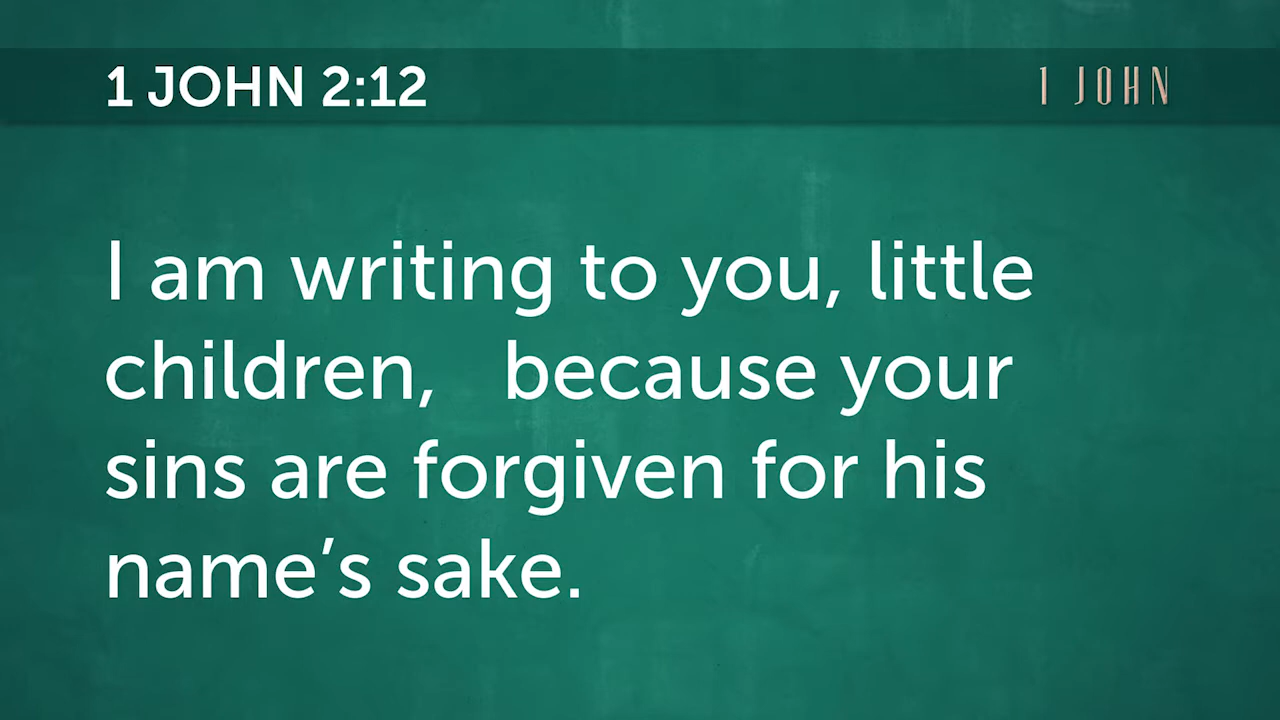 1 JOHN 2:12
1 JOHN
I am writing to you, little
children,   because your
sins are forgiven for his
name’s sake.